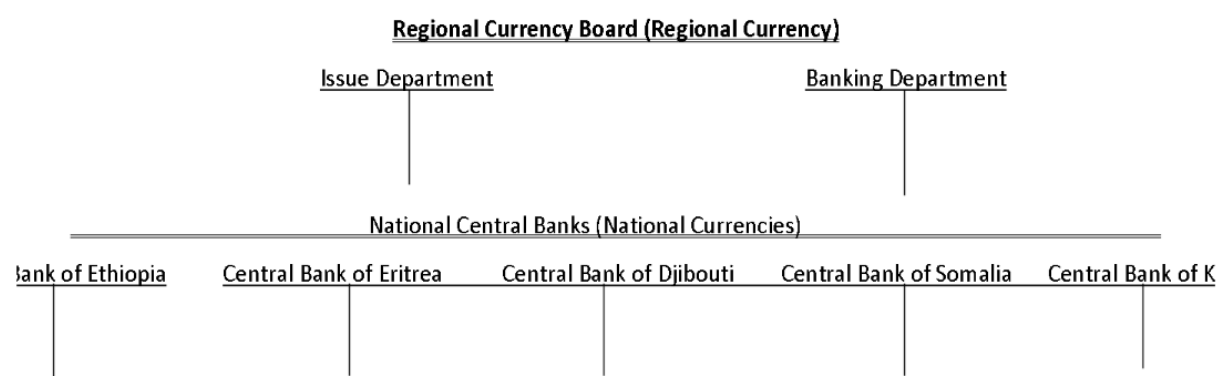 Regional Currency Board (Regional Currency)
Issue Department Banking Department
National Central Banks (National Currencies)
of Ethiopia Central Bank of Eritrea Central Bank of Djibouti Central Bank of Somalia Central Bank of K